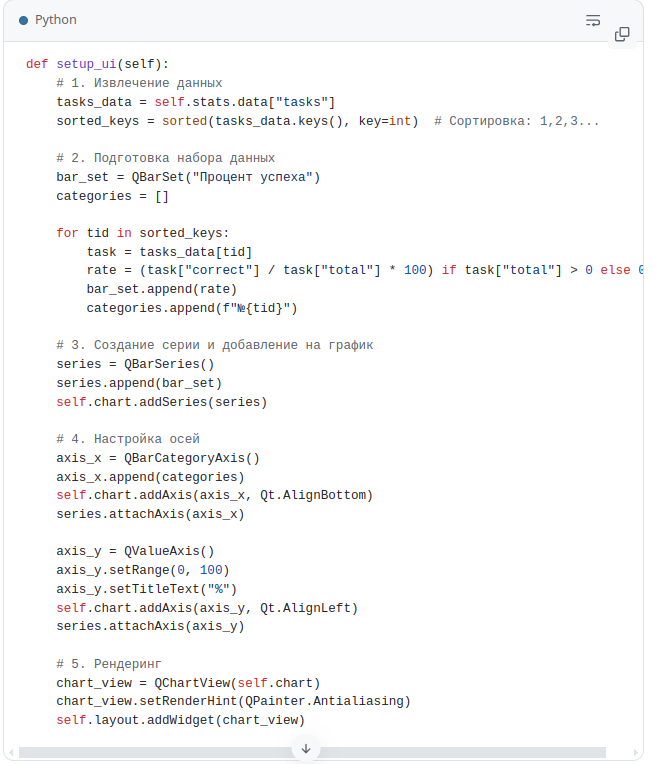 Python
def setup_ui(self):
    # 1. Извлечение данных
    tasks_data = self.stats.data["tasks"]
    sorted_keys = sorted(tasks_data.keys(), key=int)  # Сортировка: 1,2,3...

    # 2. Подготовка набора данных
    bar_set = QBarSet("Процент успеха")
    categories = []

    for tid in sorted_keys:
        task = tasks_data[tid]
        rate = (task["correct"] / task["total"] * 100) if task["total"] > 0 else 0
        bar_set.append(rate)
        categories.append(f"№{tid}")

    # 3. Создание серии и добавление на график
    series = QBarSeries()
    series.append(bar_set)
    self.chart.addSeries(series)

    # 4. Настройка осей
    axis_x = QBarCategoryAxis()
    axis_x.append(categories)
    self.chart.addAxis(axis_x, Qt.AlignBottom)
    series.attachAxis(axis_x)

    axis_y = QValueAxis()
    axis_y.setRange(0, 100)
    axis_y.setTitleText("%")
    self.chart.addAxis(axis_y, Qt.AlignLeft)
    series.attachAxis(axis_y)

    # 5. Рендеринг
    chart_view = QChartView(self.chart)
    chart_view.setRenderHint(QPainter.Antialiasing)
    self.layout.addWidget(chart_view)